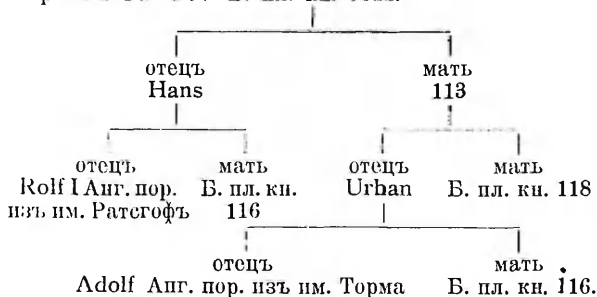 отецъ мать
Hans 113
отецъ мать отецъ мать
Rolf I Анг. пор. Б. пл. кн. Urban Б. пл. кн. 118
изъ им. Ратсгофъ 116
отецъ мать
Adolf Анг. пор. изъ им. Торма Б. пл. кн. 116.